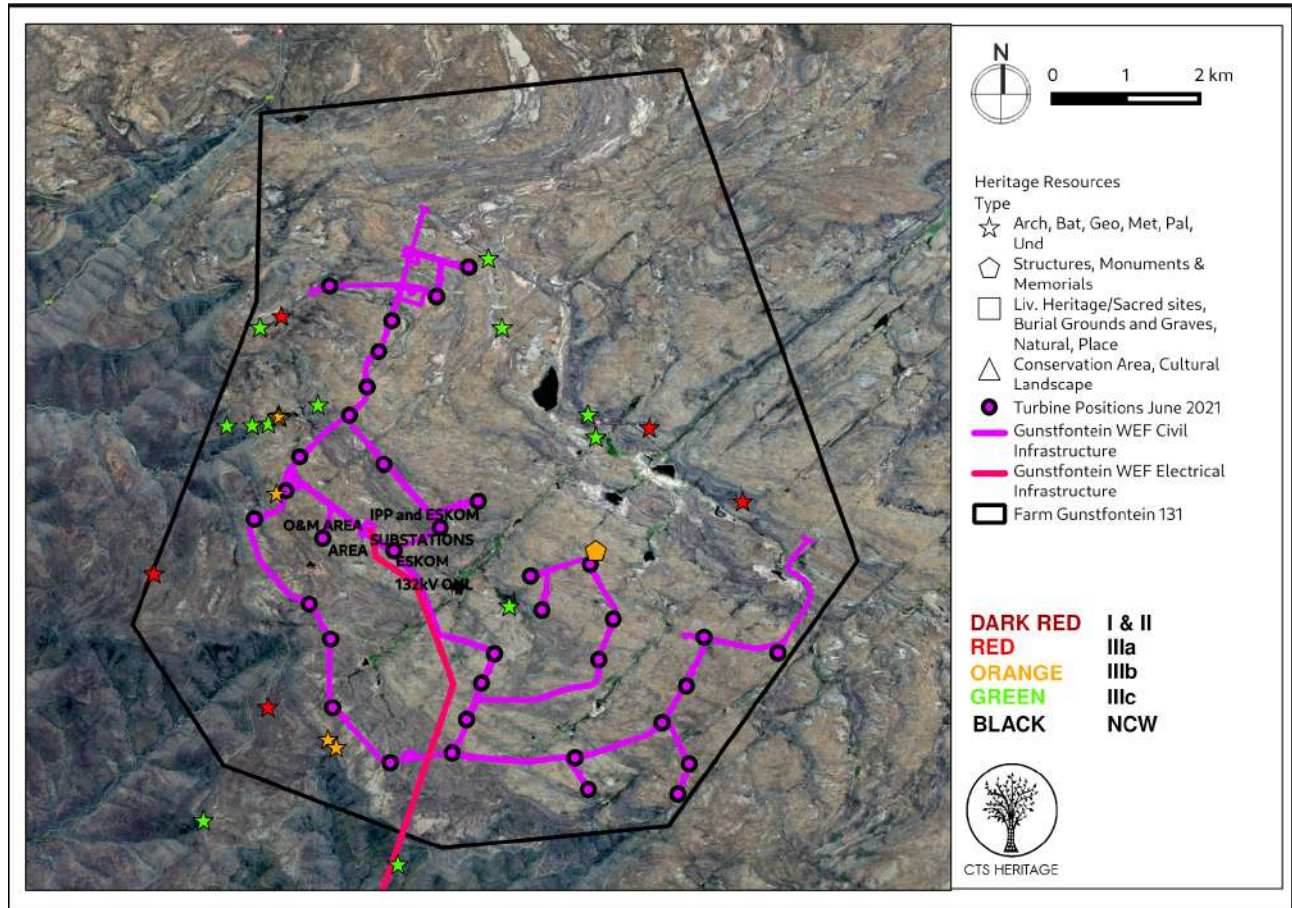 N
0 1 2 km
Heritage Resources
Type
Arch, Bat, Geo, Met, Pal,
Und
Structures, Monuments &
Memorials
Liv. Heritage/Sacred sites,
Burial Grounds and Graves,
Natural, Place
Conservation Area, Cultural
Landscape
Turbine Positions June 2021
Gunstfontein WEF Civil
Infrastructure
Gunstfontein WEF Electrical
Infrastructure
Farm Gunstfontein 131
DARK RED I & II
RED IIIa
ORANGE IIIb
GREEN IIIc
BLACK NCW
CTS HERITAGE
O&M AREA
AREA
IPP and ESKOM
SUBSTATIONS
ESKOM
132kV OHL